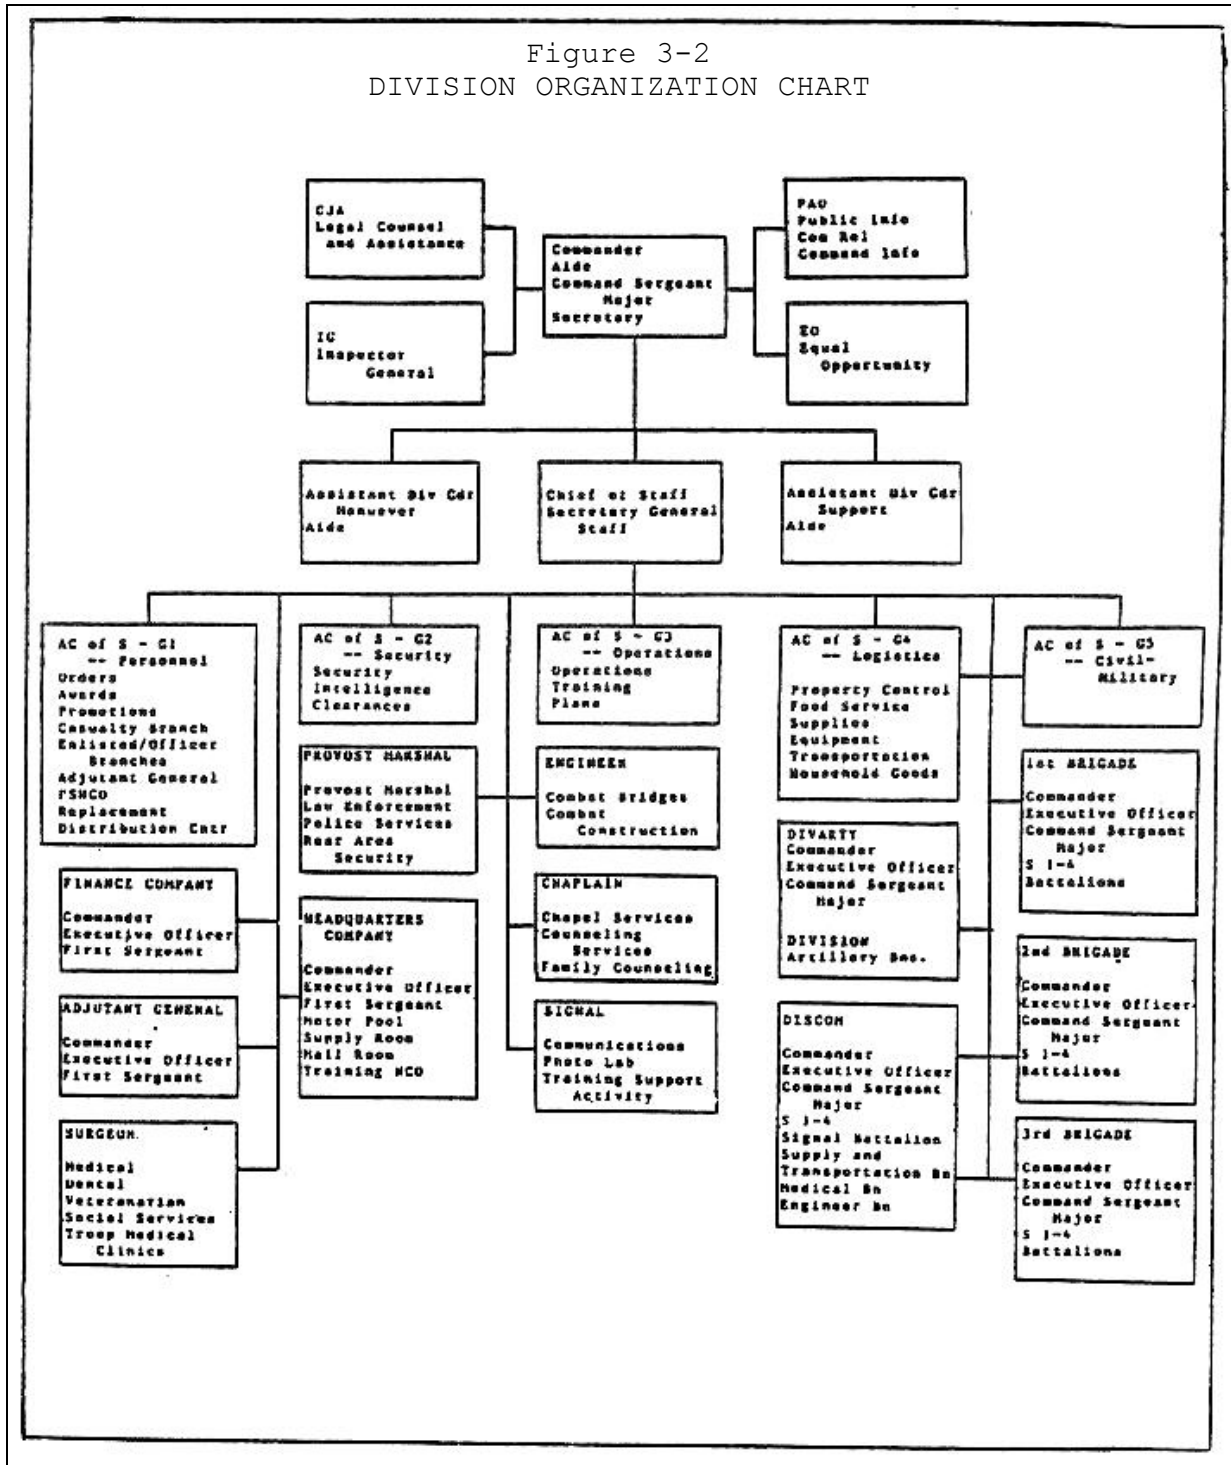 Figure 3-2
DIVISION ORGANIZATION CHART
CJA
Legal Counsel
and Assistance
PAO
Public Info
Com Rel
Command Info
Commander
Aide
Command Sergeant
Major
Secretary
IG
Inspector
General
EO
Equal
Opportunity
Assistant Div Cdr
Manuever
Aide
Chief of Staff
Secretary General
Staff
Assistant Div Cdr
Support
Aide
AC of S - G1
-- Personnel
Orders
Awards
Promotions
Casualty Branch
Enlisted/Officer
Branches
Adjutant General
PSNCO
Replacement
Distribution Cntr
AC of S - G2
-- Security
Security
Intelligence
Clearances
AC of S - G3
-- Operations
Operations
Training
Plans
AC of S - G4
-- Logistics
Property Control
Food Service
Supplies
Equipment
Transportation
Household Goods
AC of S - G5
-- Civil-
Military
PROVOST MARSHAL
Provost Marshal
Law Enforcement
Police Services
Rear Area
Security
ENGINEER
Combat Bridges
Combat
Construction
1st BRIGADE
Commander
Executive Officer
Command Sergeant
Major
S 1-4
Battalions
DIVARTY
Commander
Executive Officer
Command Sergeant
Major
DIVISION
Artillery Bns.
FINANCE COMPANY
Commander
Executive Officer
First Sergeant
HEADQUARTERS
COMPANY
Commander
Executive Officer
First Sergeant
Motor Pool
Supply Room
Mail Room
Training NCO
CHAPLAIN
Chapel Services
Counseling
Services
Family Counseling
2nd BRIGADE
Commander
Executive Officer
Command Sergeant
Major
S 1-4
Battalions
ADJUTANT GENERAL
Commander
Executive Officer
First Sergeant
SIGNAL
Communications
Photo Lab
Training Support
Activity
DISCOM
Commander
Executive Officer
Command Sergeant
Major
S 1-4
Signal Battalion
Supply and
Transportation Bn
Medical Bn
Engineer Bn
SURGEON
Medical
Dental
Veteranarian
Social Services
Troop Medical
Clinics
3rd BRIGADE
Commander
Executive Officer
Command Sergeant
Major
S 1-4
Battalions